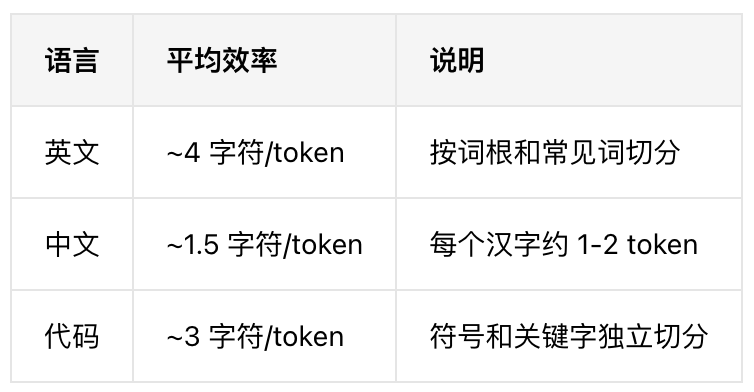 语言 平均效率 说明
英文 ~4 字符/token 按词根和常见词切分
中文 ~1.5 字符/token 每个汉字约 1-2 token
代码 ~3 字符/token 符号和关键字独立切分